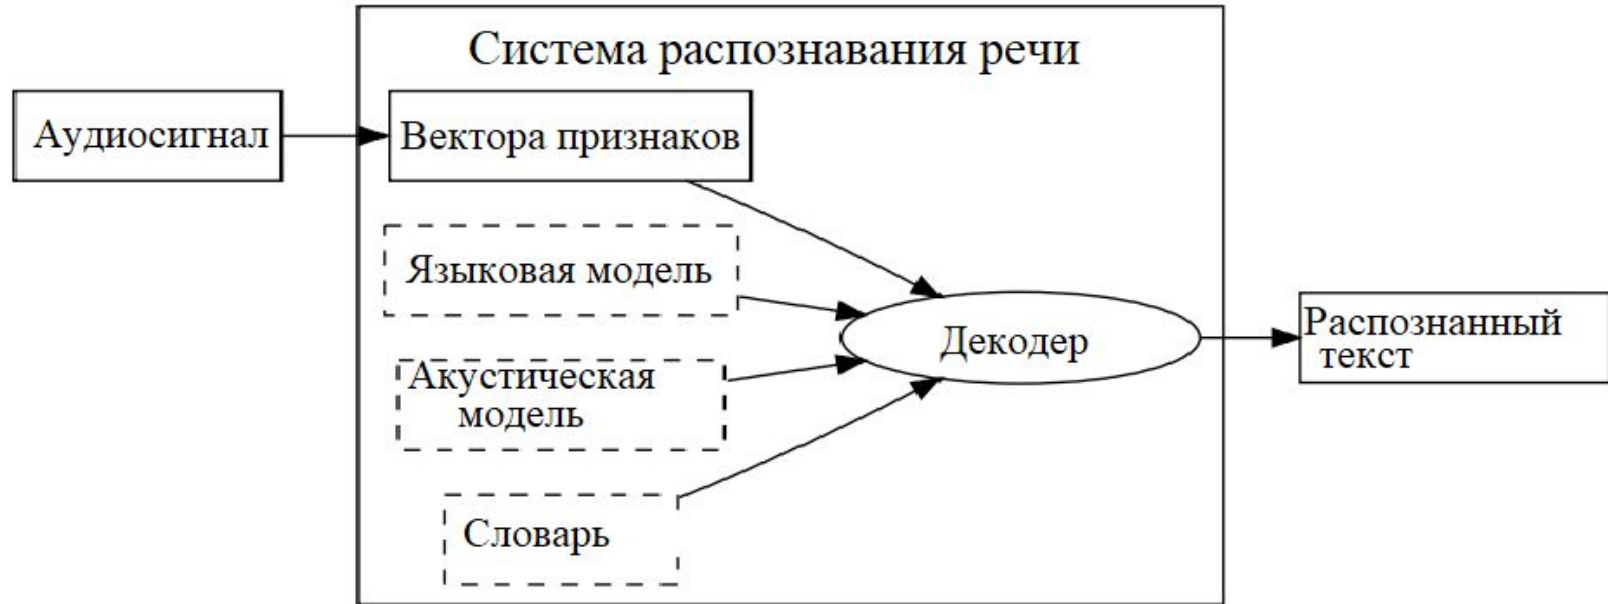 Система распознавания речи
Аудиосигнал
Вектора признаков
Языковая модель
Акустическая
модель
Словарь
Декодер
Распознанный
текст